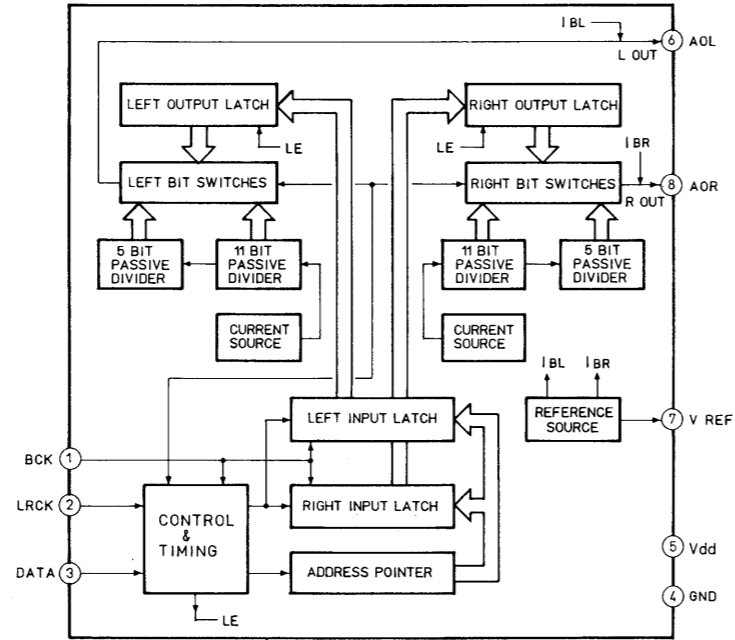 I BL
6 AOL
L OUT
LEFT OUTPUT LATCH
RIGHT OUTPUT LATCH
LE
LE
I BR
LEFT BIT SWITCHES
RIGHT BIT SWITCHES
8 AOR
R OUT
5 BIT
PASSIVE
DIVIDER
11 BIT
PASSIVE
DIVIDER
11 BIT
PASSIVE
DIVIDER
5 BIT
PASSIVE
DIVIDER
CURRENT
SOURCE
CURRENT
SOURCE
I BL
I BR
LEFT INPUT LATCH
REFERENCE
SOURCE
7 V REF
BCK 1
LRCK 2
RIGHT INPUT LATCH
CONTROL
&
TIMING
5 Vdd
DATA 3
ADDRESS POINTER
4 GND
LE